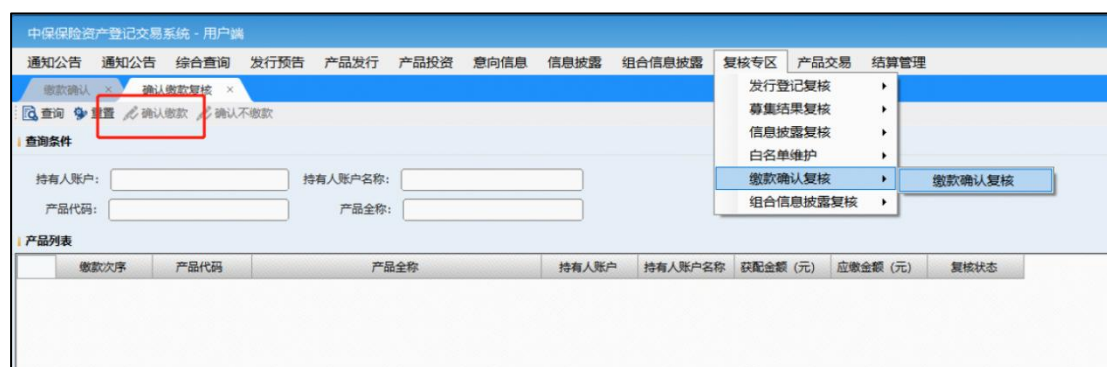 中保保险资产登记交易系统 - 用户端
通知公告 通知公告 综合查询 发行预告 产品发行 产品投资 意向信息 信息披露 组合信息披露 复核专区 产品交易 结算管理
缴款确认 × 确认缴款复核 ×
查询 重置 确认缴款 确认不缴款
查询条件
持有人账户: 持有人账户名称:
产品代码: 产品全称:
发行登记复核
募集结果复核
信息披露复核
白名单维护
缴款确认复核 缴款确认复核
组合信息披露复核
产品列表
缴款次序 产品代码 产品全称 持有人账户 持有人账户名称 获配金额(元) 应缴金额(元) 复核状态